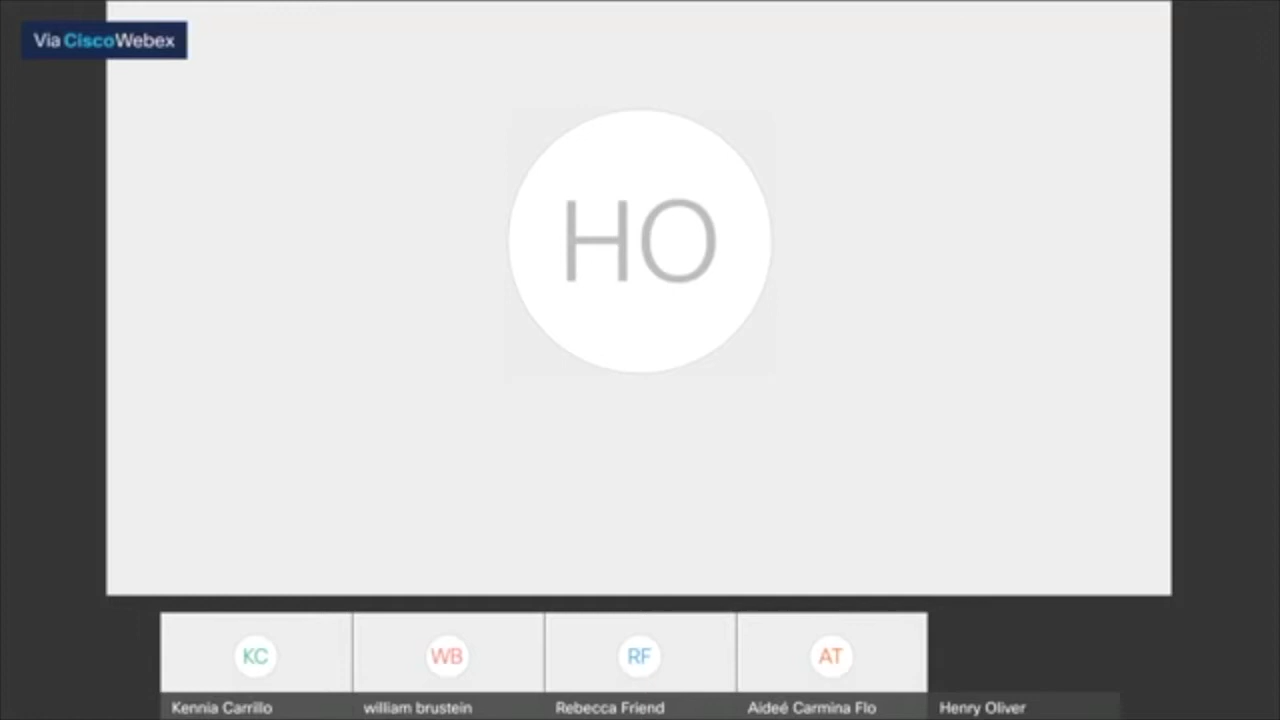 Via CiscoWebex
HO
KC
WB
RF
AT
Kennia Carrillo
william brustein
Rebecca Friend
Aideé Carmina Flo
Henry Oliver